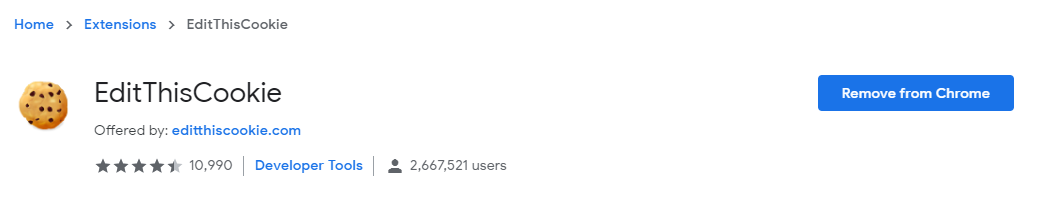 Home > Extensions > EditThisCookie
EditThisCookie
Remove from Chrome
Offered by: editthiscookie.com
10,990 | Developer Tools | 2,667,521 users